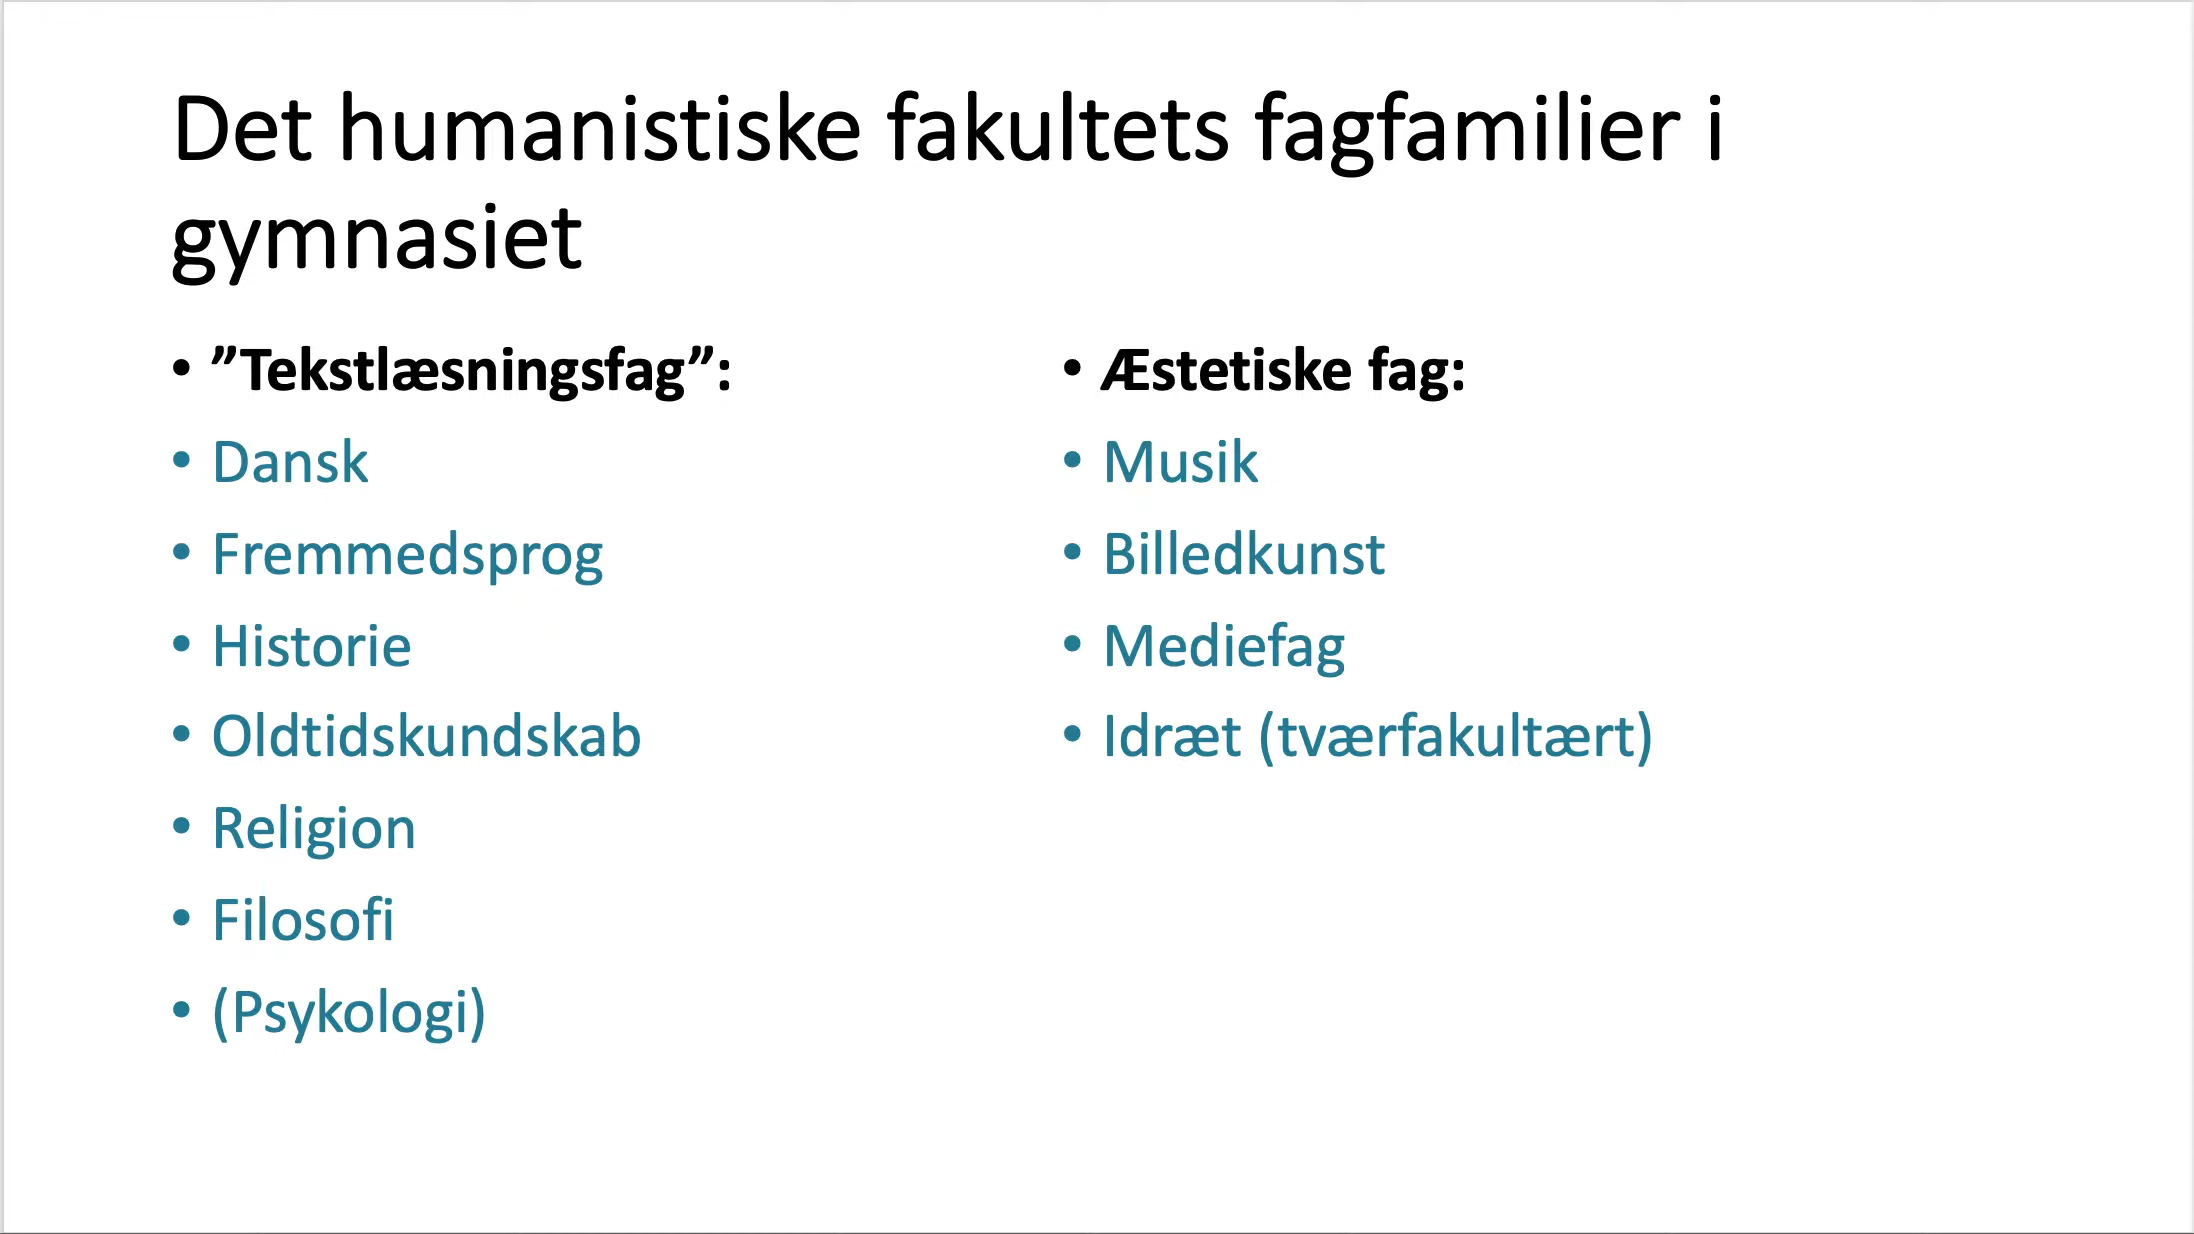 Det humanistiske fakultets fagfamilier i
gymnasiet
• ”Tekstlæsningsfag”:
• Dansk
• Fremmedsprog
• Historie
• Oldtidskundskab
• Religion
• Filosofi
• (Psykologi)
• Æstetiske fag:
• Musik
• Billedkunst
• Mediefag
• Idræt (tværfakultært)